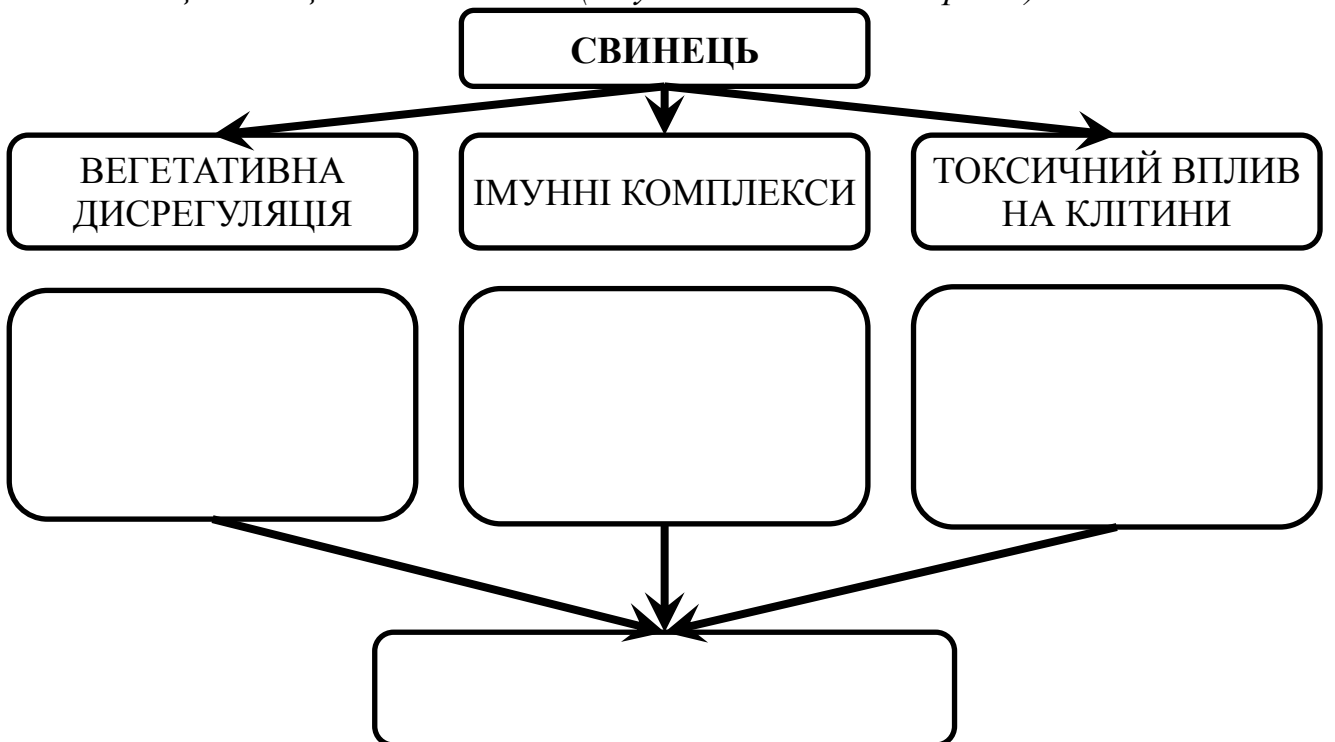 СВИНЕЦЬ
ВЕГЕТАТИВНА
ДИСРЕГУЛЯЦІЯ
ІМУННІ КОМПЛЕКСИ
ТОКСИЧНИЙ ВПЛИВ
НА КЛІТИНИ